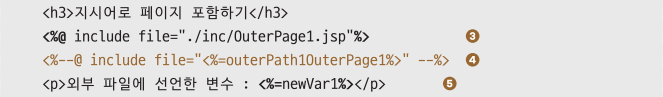 <h3>지시어로 페이지 포함하기</h3>
<%@ include file="./inc/OuterPage1.jsp"%> ❸
<%--@ include file="<%=outerPath1OuterPage1%>" --%> ❹
<p>외부 파일에 선언한 변수 : <%=newVar1%></p> ❺